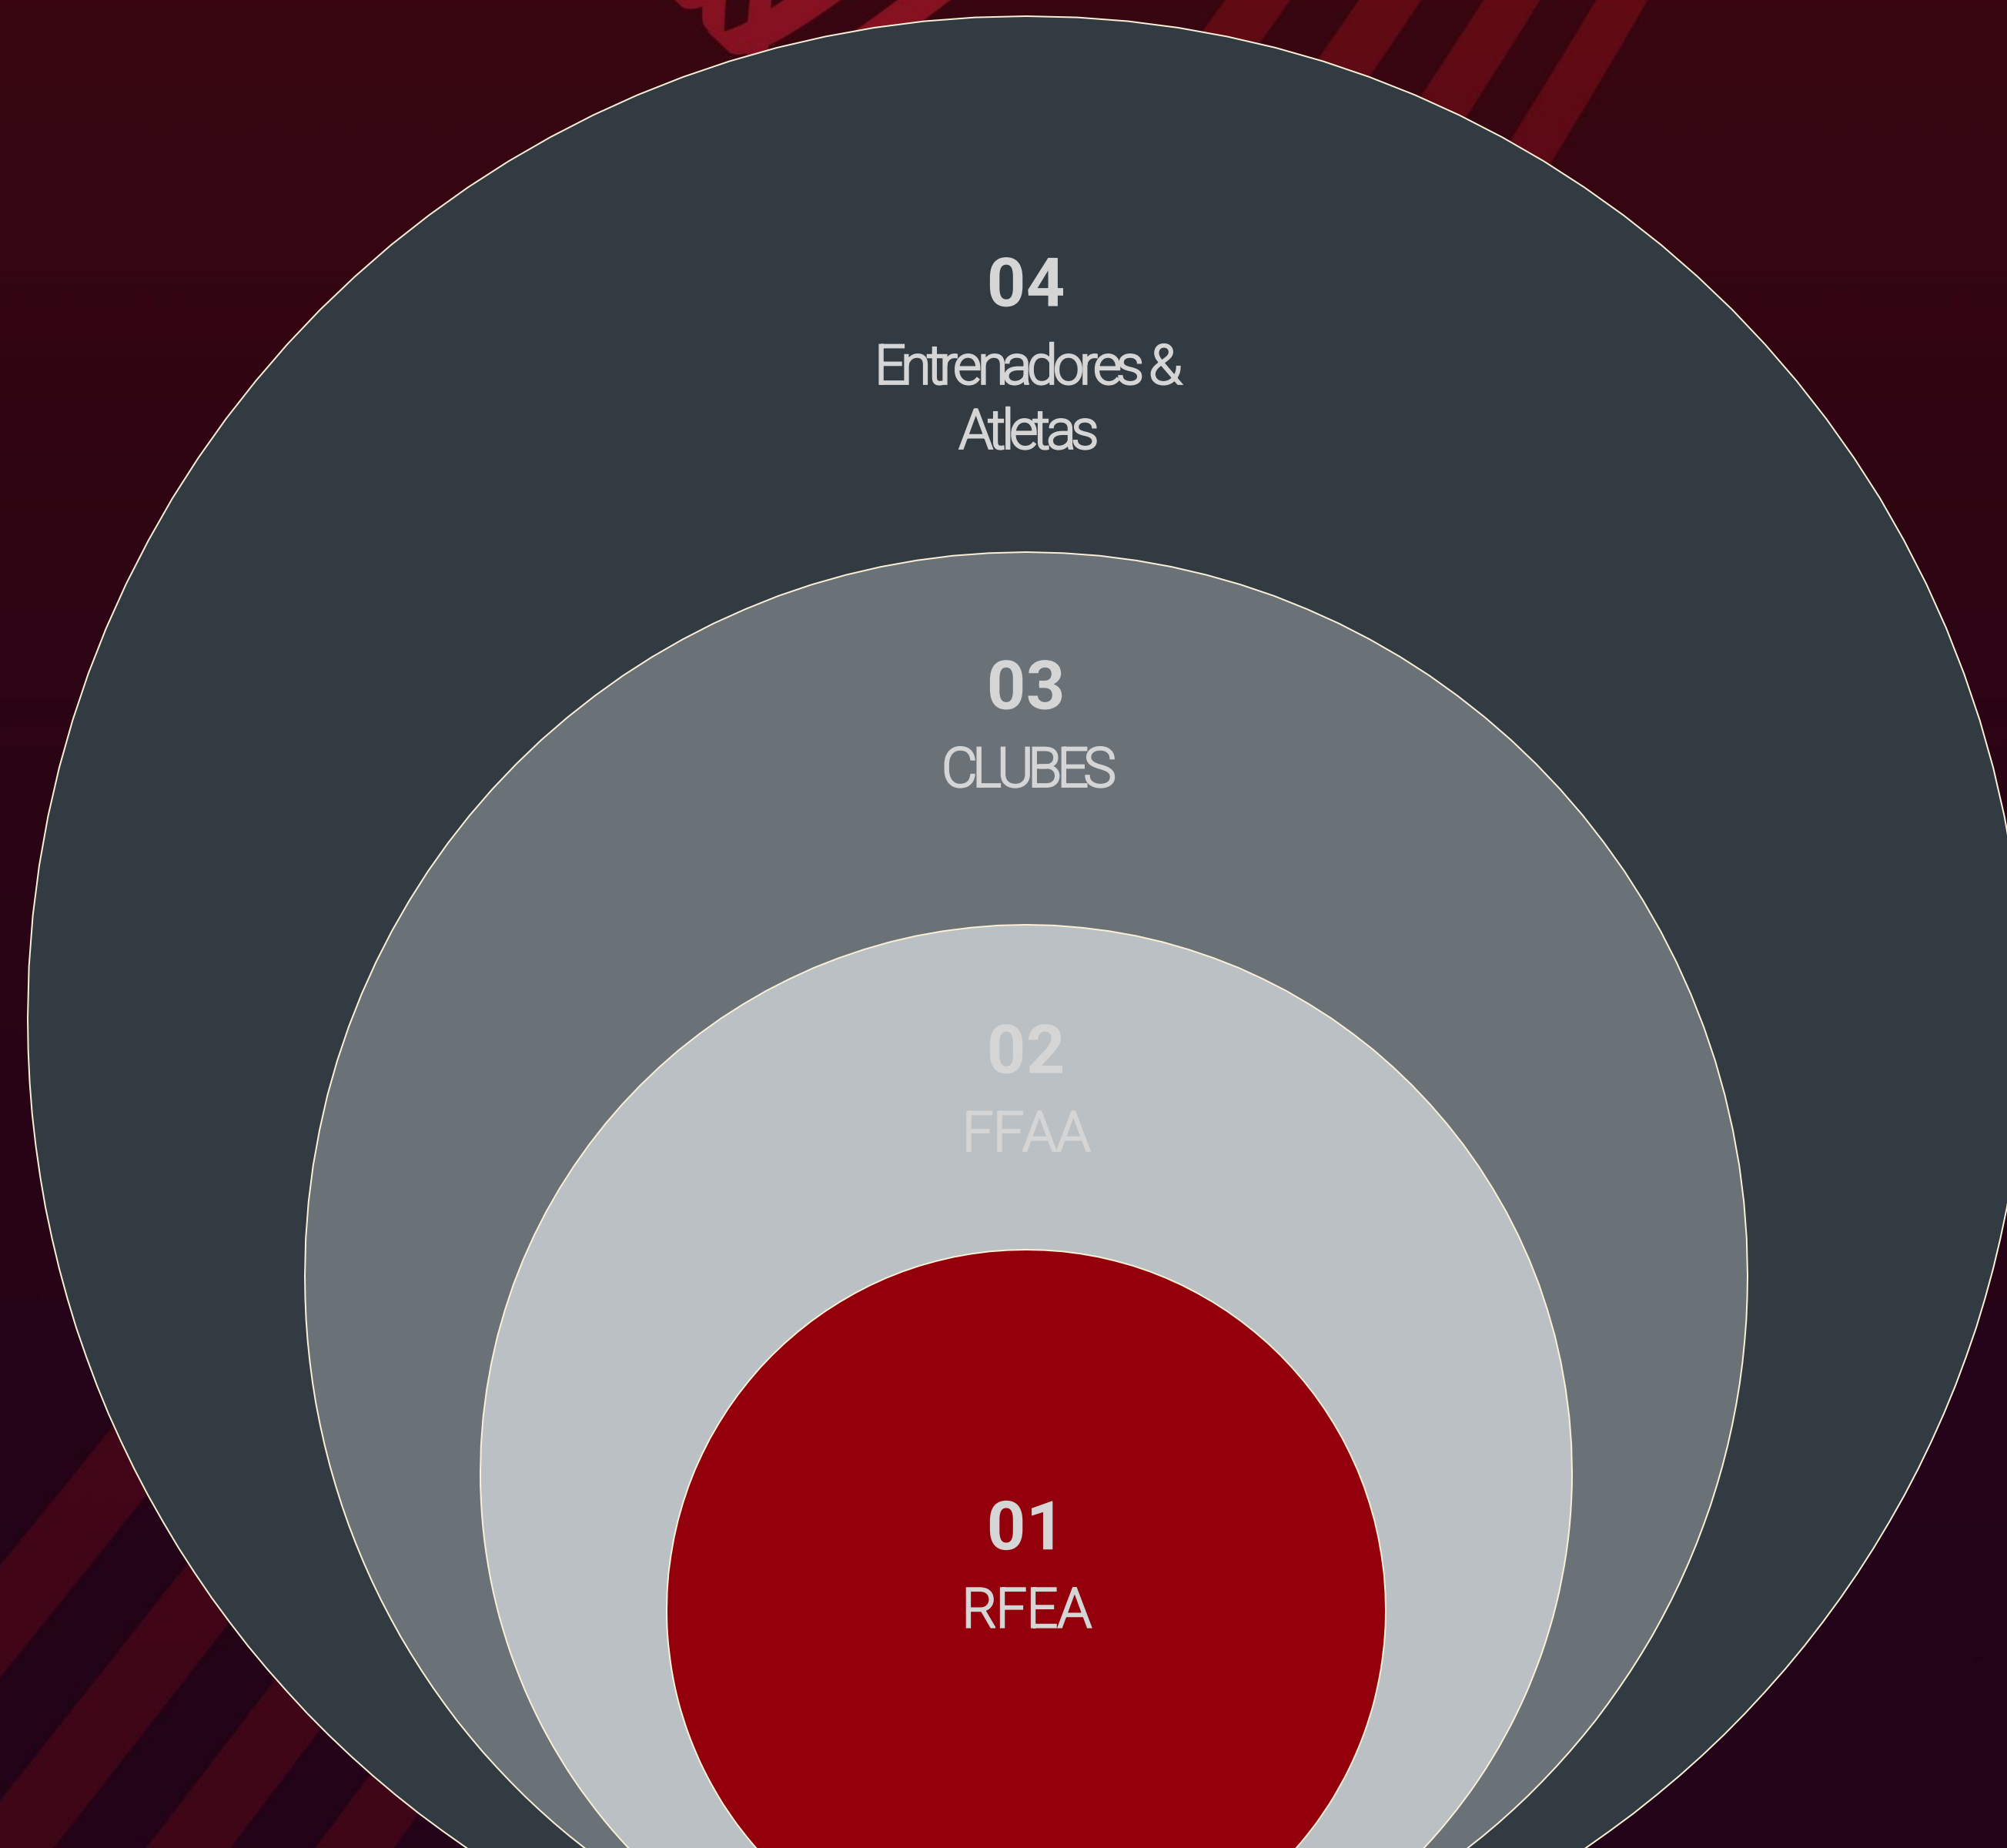 04
Entrenadores &
Atletas
03
CLUBES
02
FFAA
01
RFEA